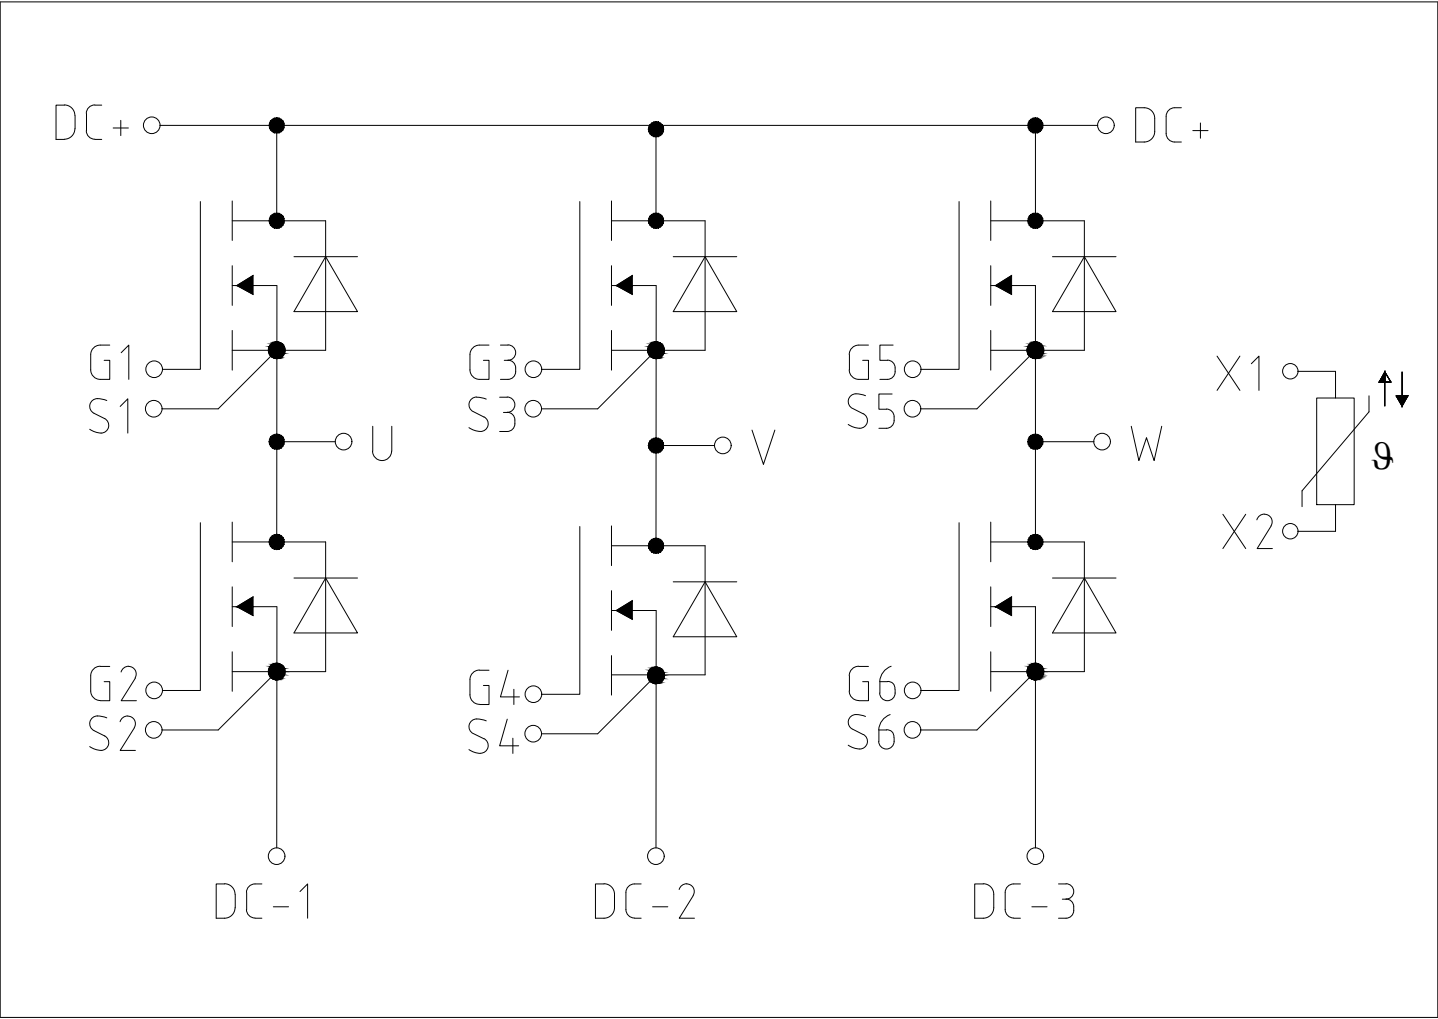 DC+ DC+
G1 G3 G5
S1 S3 S5
X1
U V W
ϑ
X2
G2 G4 G6
S2 S4 S6
DC-1 DC-2 DC-3